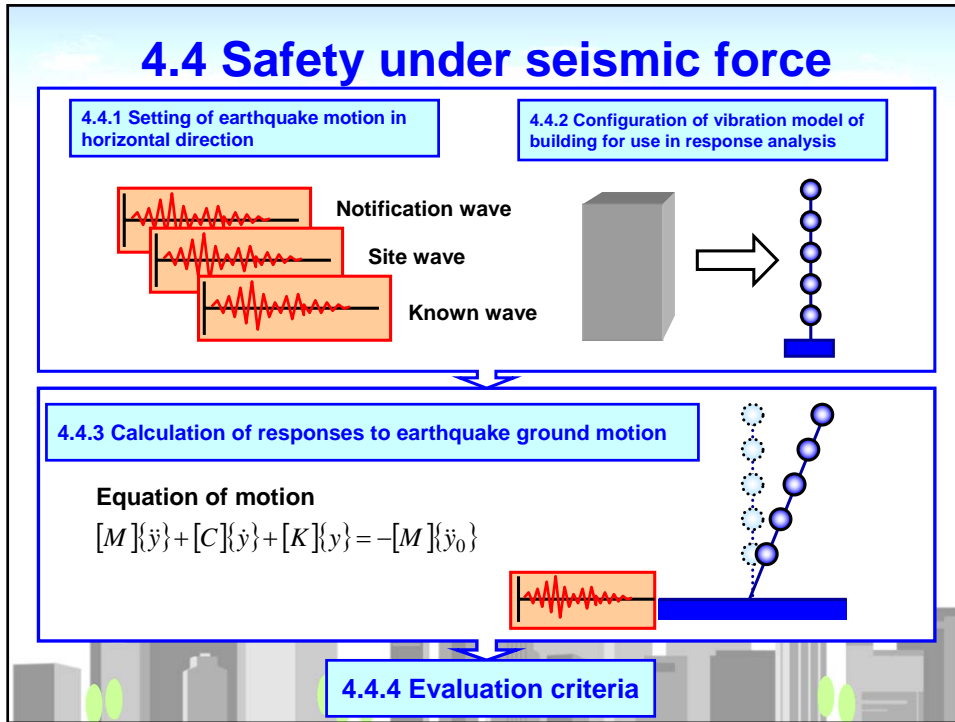 4.4 Safety under seismic force
4.4.1 Setting of earthquake motion in
horizontal direction
4.4.2 Configuration of vibration model of
building for use in response analysis
Notification wave
Site wave
Known wave
4.4.3 Calculation of responses to earthquake ground motion
Equation of motion
[M]{ÿ}+[C]{ẏ}+[K]{y}=−[M]{ÿ₀}
4.4.4 Evaluation criteria